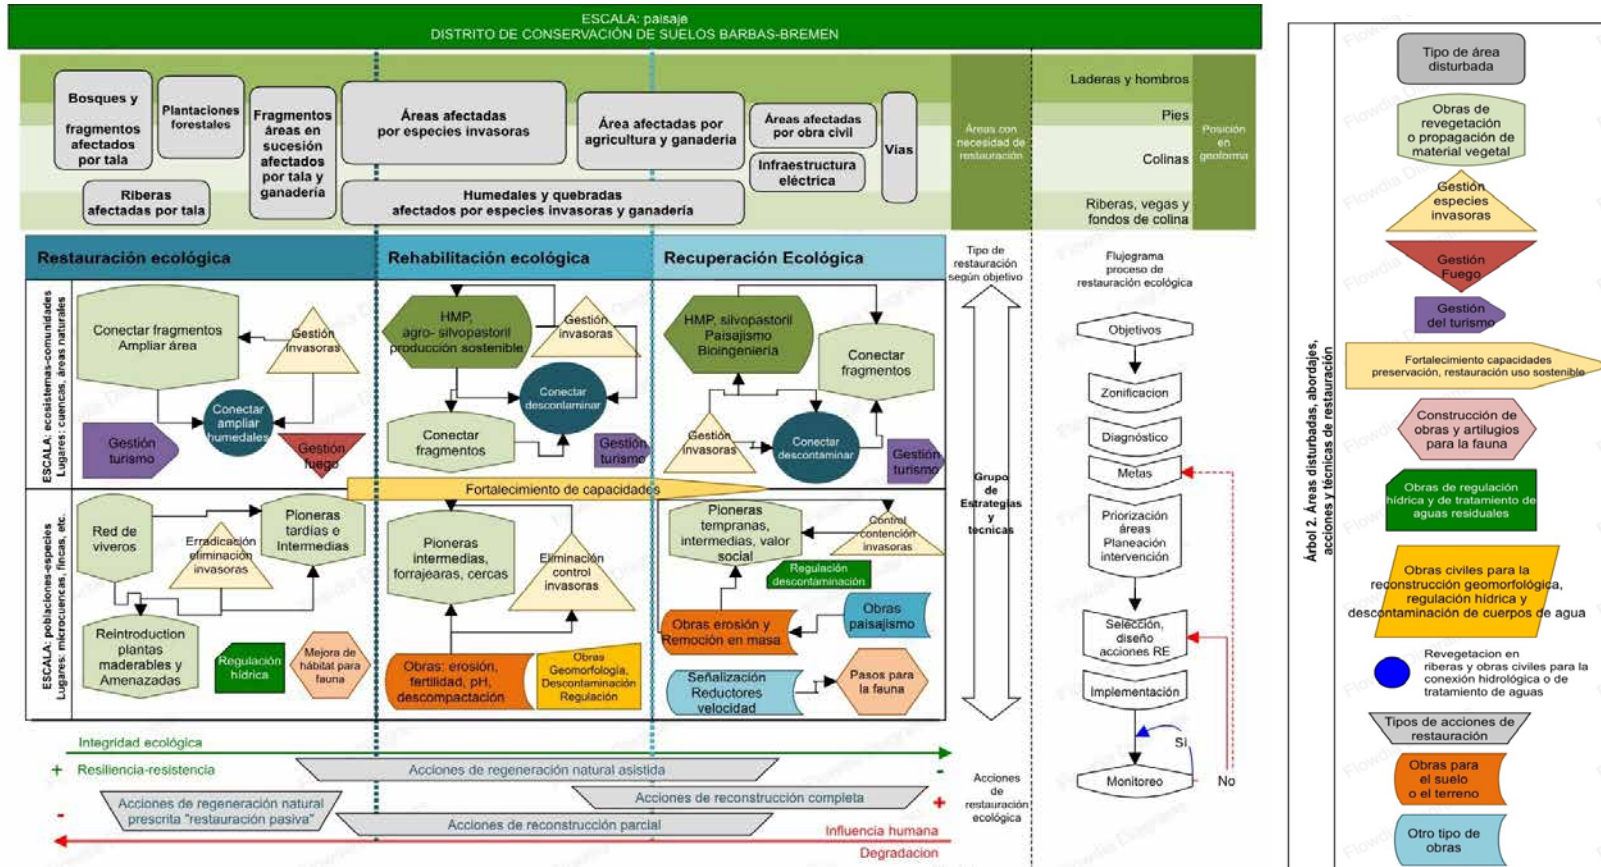 ESCALA: paisaje
DISTRITO DE CONSERVACIÓN DE SUELOS BARBAS-BREMEN
Bosques y
fragmentos
afectados
por tala
Plantaciones
forestales
Fragmentos
áreas en
sucesión
afectados
por tala y
ganadería
Áreas afectadas
por especies invasoras
Área afectadas por
agricultura y ganadería
Áreas afectadas
por obra civil
Infraestructura
eléctrica
Vías
Riberas
afectadas por tala
Humedales y quebradas
afectados por especies invasoras y ganadería
Áreas con
necesidad de
restauración
Laderas y hombros
Pies
Colinas
Riberas, vegas y
fondos de colina
Posición
en
geoforma
Restauración ecológica
Rehabilitación ecológica
Recuperación Ecológica
Tipo de
restauración
según objetivo
Flujograma
proceso de
restauración ecológica
ESCALA: ecosistemas-comunidades
Lugares: cuencas, áreas naturales
Conectar fragmentos
Ampliar área
Gestión
Invasoras
Conectar
ampliar
humedales
Gestión
turismo
Gestión
fuego
HMP,
agro- silvopastoril
producción sostenible
Gestión
invasoras
Conectar
descontaminar
Conectar
fragmentos
Gestión
turismo
HMP, silvopastoril
Paisajismo
Bioingeniería
Conectar
fragmentos
Gestión
invasoras
Conectar
descontaminar
Gestión
turismo
Fortalecimiento de capacidades
ESCALA: poblaciones-especie
Lugares: microcuencas, fincas, etc.
Red de
viveros
Erradicación
eliminación
invasoras
Pioneras
tardías e
Intermedias
Reintroduction
plantas
maderables y
Amenazadas
Regulación
hídrica
Mejora de
hábitat para
fauna
Pioneras
intermedias,
forrajearas, cercas
Eliminación
control
invasoras
Obras: erosión,
fertilidad, pH,
descompactación
Obras
Geomorfología,
Descontaminación
Regulación
Pioneras
tempranas,
intermedias, valor
social
Control
contención
invasoras
Regulación
descontaminación
Obras erosión y
Remoción en masa
Obras
paisajismo
Señalización
Reductores
velocidad
Pasos para
la fauna
Grupo
de
Estrategias
y
tecnicas
Objetivos
Zonificacion
Diagnóstico
Metas
Priorización
áreas
Planeación
intervención
Selección,
diseño
acciones RE
Implementación
Monitoreo
Si
No
Integridad ecológica
+ Resiliencia-resistencia -
Acciones de regeneración natural asistida
Acciones de regeneración natural
prescrita "restauración pasiva"
Acciones de reconstrucción completa
- +
Acciones de reconstrucción parcial
Influencia humana
Degradacion
Acciones
de
restauración
ecológica
Árbol 2. Áreas disturbadas, abordajes,
acciones y técnicas de restauración
Tipo de área
disturbada
Obras de
revegetación
o propagación de
material vegetal
Gestión
especies
invasoras
Gestión
Fuego
Gestión
del turismo
Fortalecimiento capacidades
preservación, restauración uso sostenible
Construcción de
obras y artilugios
para la fauna
Obras de regulación
hídrica y de tratamiento de
aguas residuales
Obras civiles para la
reconstrucción geomorfológica,
regulación hídrica y
descontaminación de cuerpos de agua
Revegetacion en
riberas y obras civiles para la
conexión hidrológica o de
tratamiento de aguas
Tipos de acciones de
restauración
Obras para
el suelo
o el terreno
Otro tipo de
obras